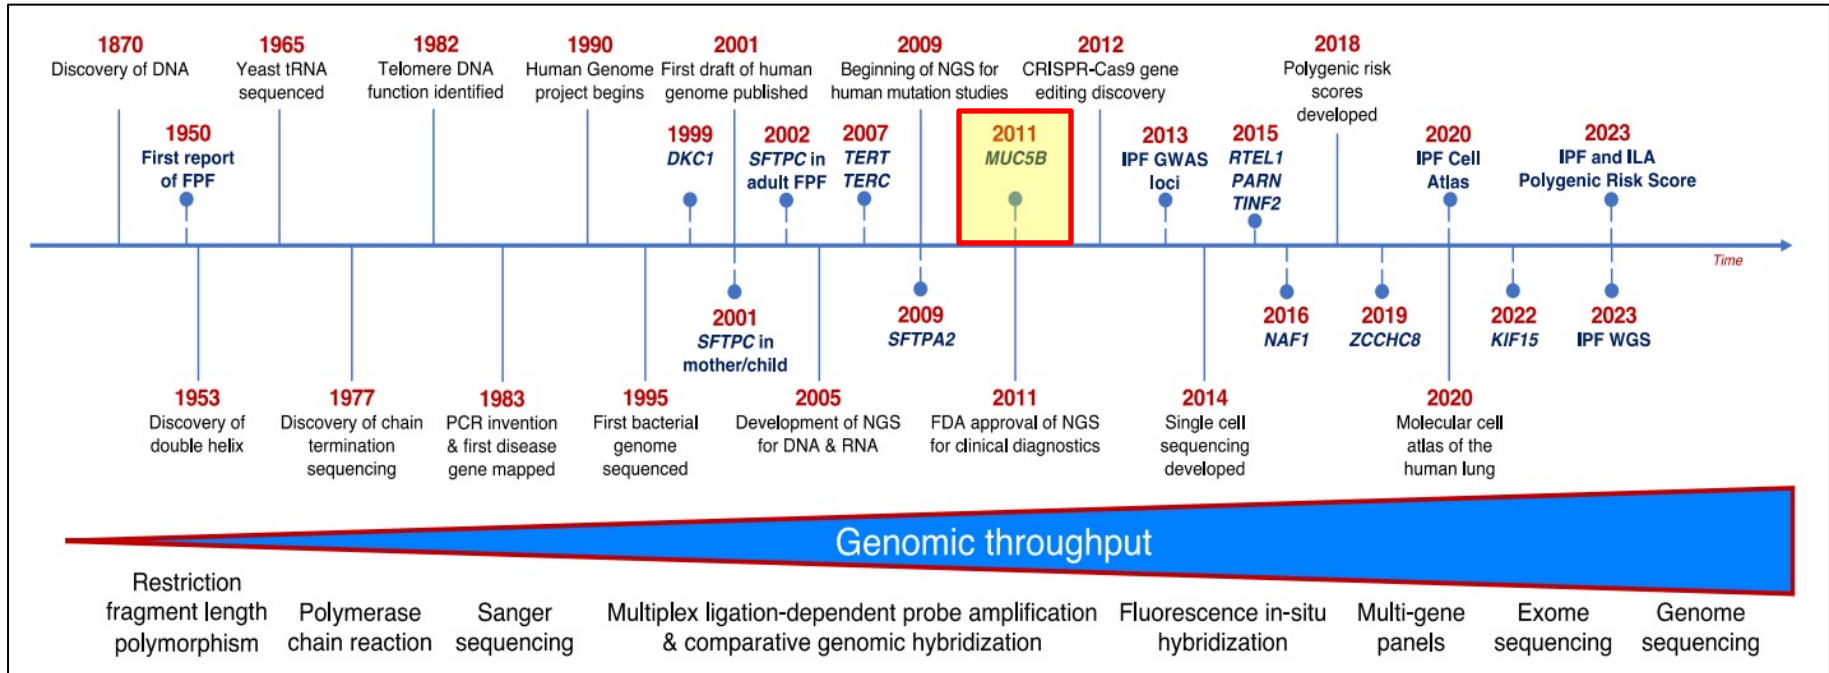 1870
Discovery of DNA
1965
Yeast tRNA
sequenced
1982
Telomere DNA
function identified
1990
Human Genome
project begins
2001
First draft of human
genome published
2009
Beginning of NGS for
human mutation studies
2012
CRISPR-Cas9 gene
editing discovery
2018
Polygenic risk
scores
developed
1950
First report
of FPF
1999
DKC1
2002
SFTPC in
adult FPF
2007
TERT
TERC
2011
MUC5B
2013
IPF GWAS
loci
2015
RTEL1
PARN
TINF2
2020
IPF Cell
Atlas
2023
IPF and ILA
Polygenic Risk Score
Time
2001
SFTPC in
mother/child
2009
SFTPA2
2016
NAF1
2019
ZCCHC8
2022
KIF15
2023
IPF WGS
1953
Discovery of
double helix
1977
Discovery of chain
termination
sequencing
1983
PCR invention
& first disease
gene mapped
1995
First bacterial
genome
sequenced
2005
Development of NGS
for DNA & RNA
2011
FDA approval of NGS
for clinical diagnostics
2014
Single cell
sequencing
developed
2020
Molecular cell
atlas of the
human lung
Genomic throughput
Restriction
fragment length
polymorphism
Polymerase
chain reaction
Sanger
sequencing
Multiplex ligation-dependent probe amplification
& comparative genomic hybridization
Fluorescence in-situ
hybridization
Multi-gene
panels
Exome
sequencing
Genome
sequencing